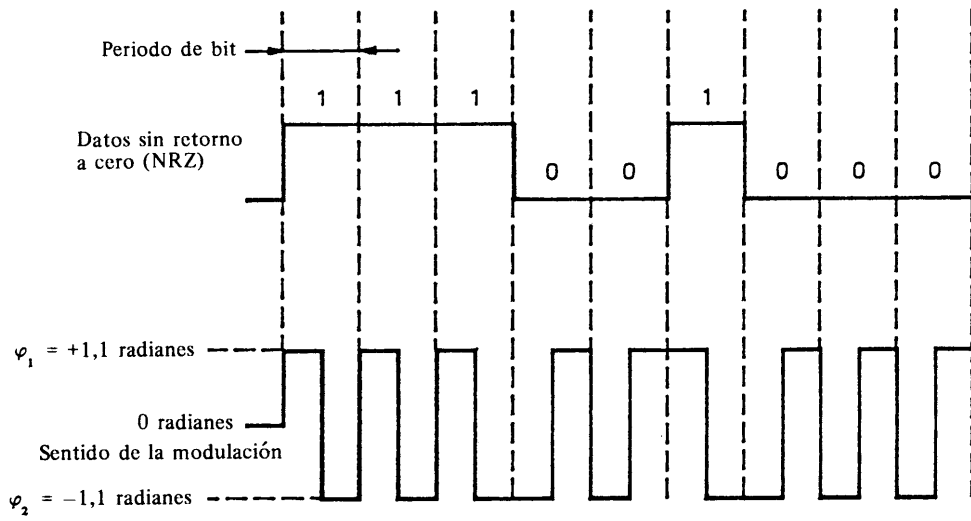 Periodo de bit
1 1 1 1
Datos sin retorno
a cero (NRZ)
0 0 0 0 0
φ₁ = +1,1 radianes
0 radianes
Sentido de la modulación
φ₂ = −1,1 radianes